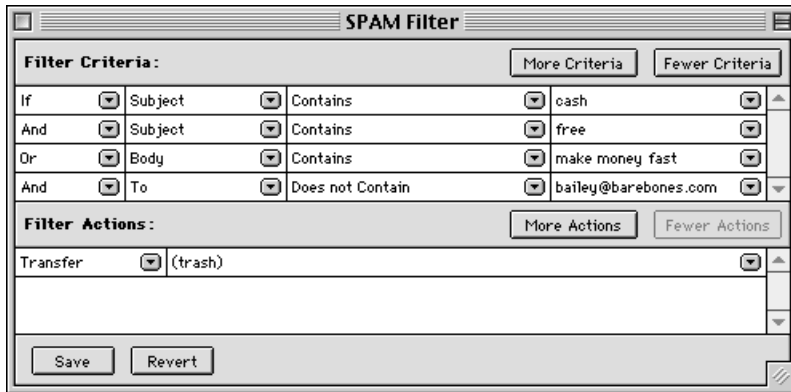 SPAM Filter
Filter Criteria: More Criteria Fewer Criteria
If Subject Contains cash
And Subject Contains free
Or Body Contains make money fast
And To Does not Contain bailey@barebones.com
Filter Actions: More Actions Fewer Actions
Transfer (trash)
Save Revert